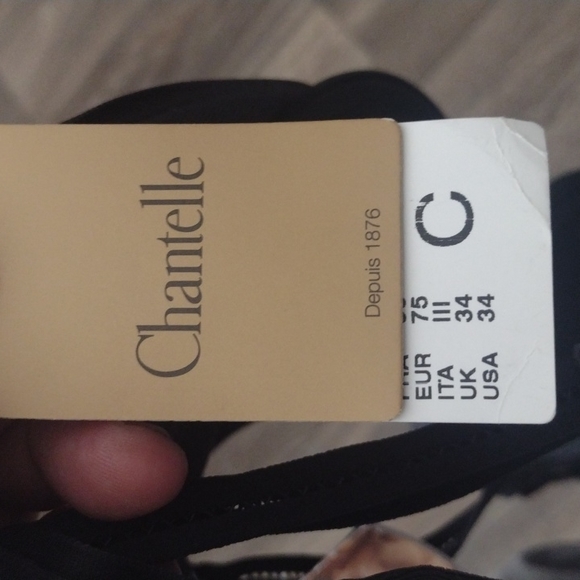 Chantelle
Depuis 1876
C
EUR 75
ITA III
UK 34
USA 34